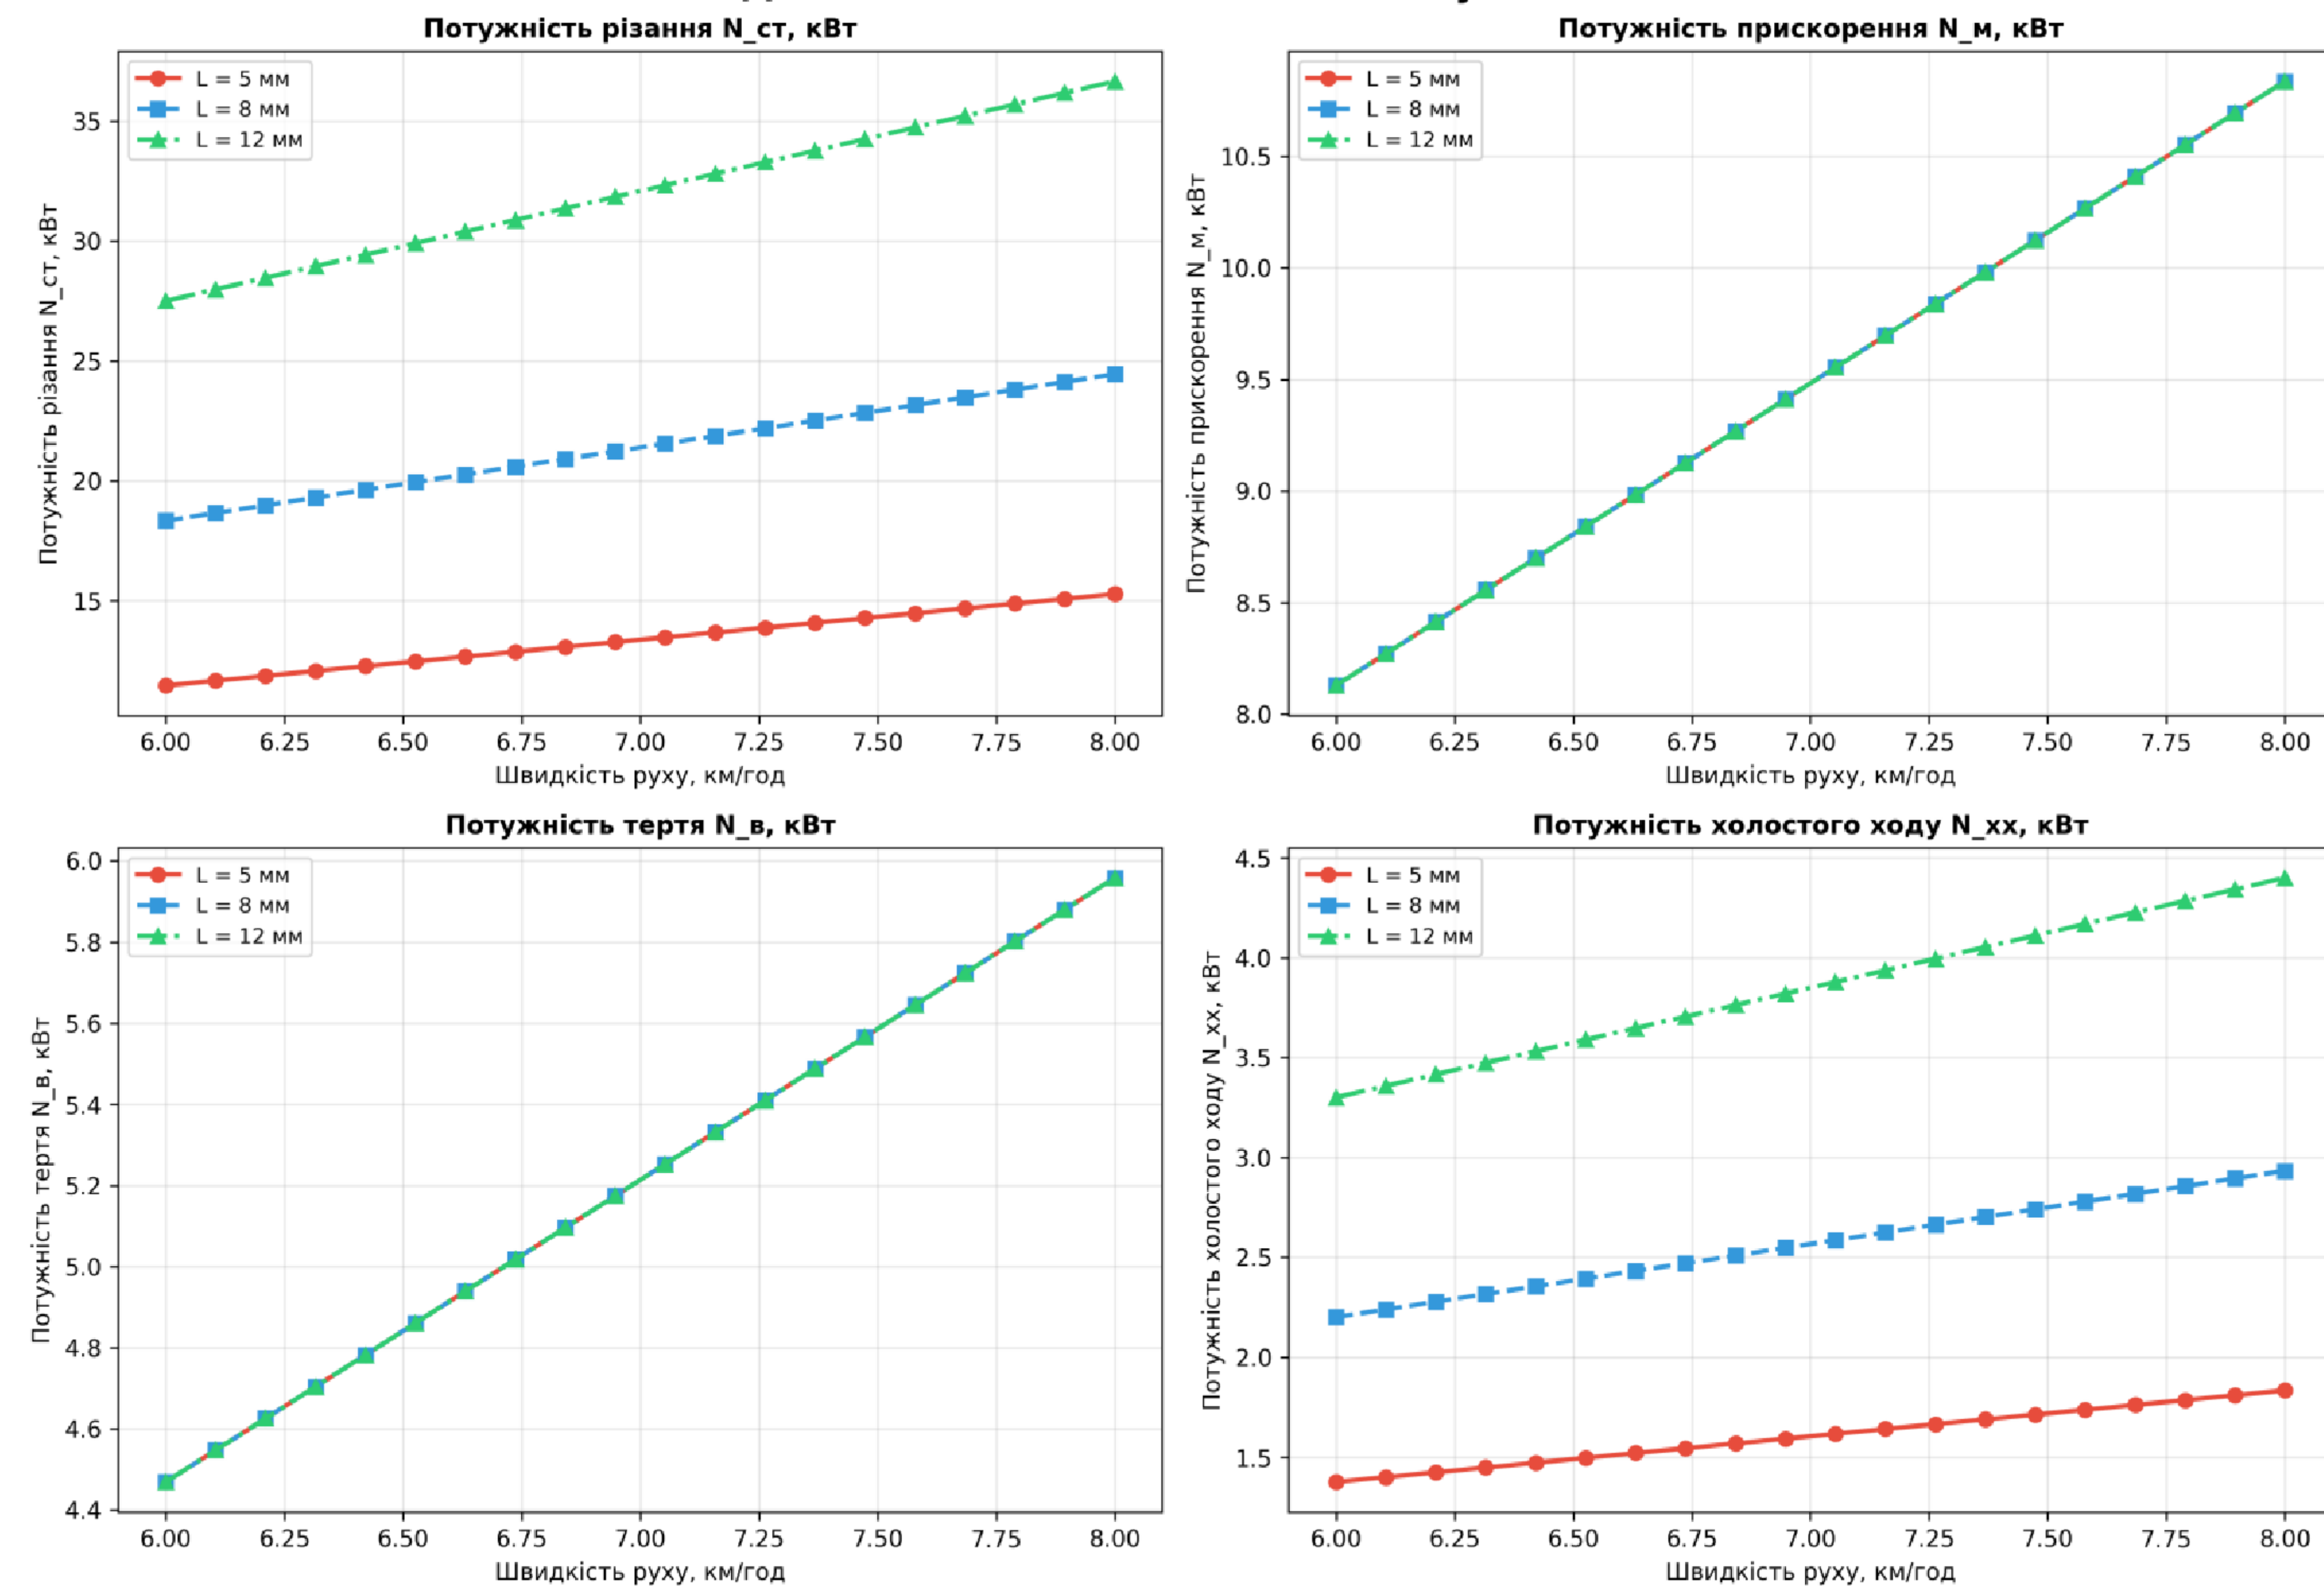 Потужність різання N_ст, кВт
L = 5 мм
L = 8 мм
L = 12 мм
Потужність різання N_ст, кВт
35
30
25
20
15
6.00 6.25 6.50 6.75 7.00 7.25 7.50 7.75 8.00
Швидкість руху, км/год
Потужність прискорення N_м, кВт
L = 5 мм
L = 8 мм
L = 12 мм
Потужність прискорення N_м, кВт
10.5
10.0
9.5
9.0
8.5
8.0
6.00 6.25 6.50 6.75 7.00 7.25 7.50 7.75 8.00
Швидкість руху, км/год
Потужність тертя N_в, кВт
L = 5 мм
L = 8 мм
L = 12 мм
Потужність тертя N_в, кВт
6.0
5.8
5.6
5.4
5.2
5.0
4.8
4.6
4.4
6.00 6.25 6.50 6.75 7.00 7.25 7.50 7.75 8.00
Швидкість руху, км/год
Потужність холостого ходу N_хх, кВт
L = 5 мм
L = 8 мм
L = 12 мм
Потужність холостого ходу N_хх, кВт
4.5
4.0
3.5
3.0
2.5
2.0
1.5
6.00 6.25 6.50 6.75 7.00 7.25 7.50 7.75 8.00
Швидкість руху, км/год